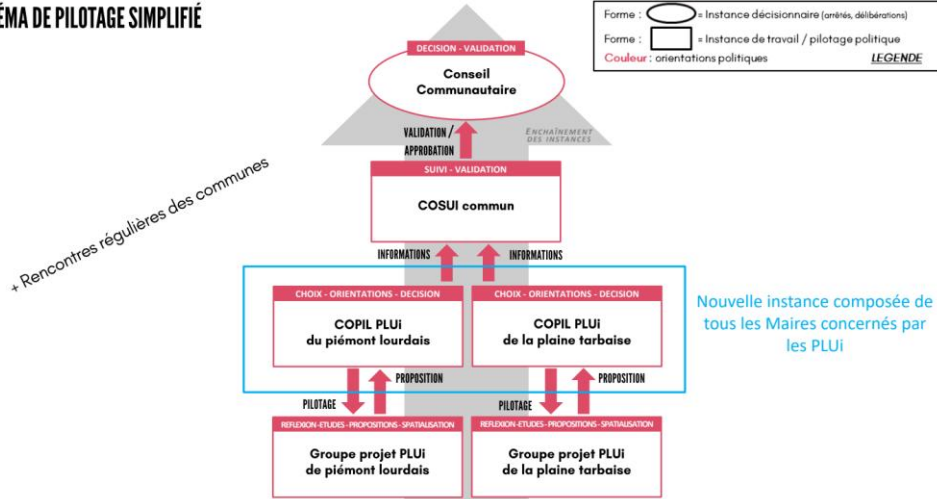 ÉMA DE PILOTAGE SIMPLIFIÉ
Forme : = Instance décisionnaire (arrêtés, délibérations)
Forme : = Instance de travail / pilotage politique
Couleur : orientations politiques
LEGENDE
DECISION - VALIDATION
Conseil
Communautaire
VALIDATION /
APPROBATION
ENCHAÎNEMENT
DES INSTANCES
SUIVI - VALIDATION
COSUI commun
+ Rencontres régulières des communes
INFORMATIONS
INFORMATIONS
CHOIX - ORIENTATIONS - DECISION
COPIL PLUi
du piémont lourdais
CHOIX - ORIENTATIONS - DECISION
COPIL PLUi
de la plaine tarbaise
Nouvelle instance composée de
tous les Maires concernés par
les PLUi
PROPOSITION
PILOTAGE
PROPOSITION
PILOTAGE
REFLEXION - ETUDES - PROPOSITIONS - SPATIALISATION
Groupe projet PLUi
de piémont lourdais
REFLEXION - ETUDES - PROPOSITIONS - SPATIALISATION
Groupe projet PLUi
de la plaine tarbaise